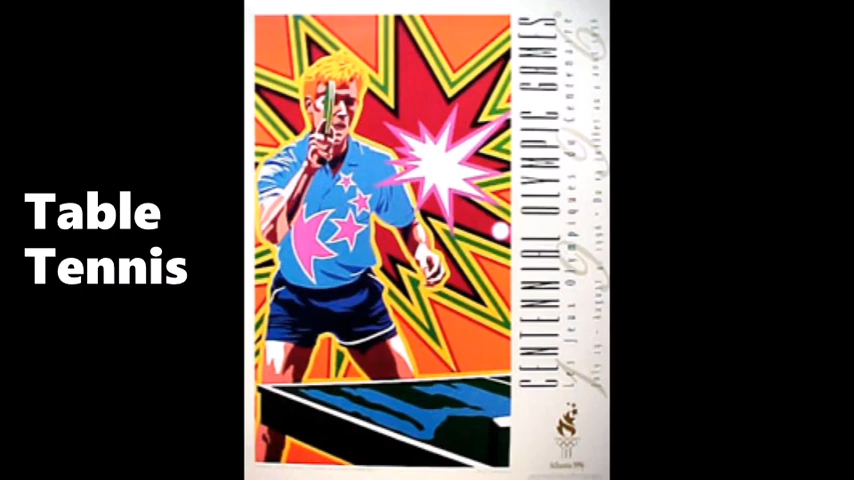 Table
Tennis
CENTENNIAL OLYMPIC GAMES
Les Jeux Olympiques du Centenaire
Atlanta 1996